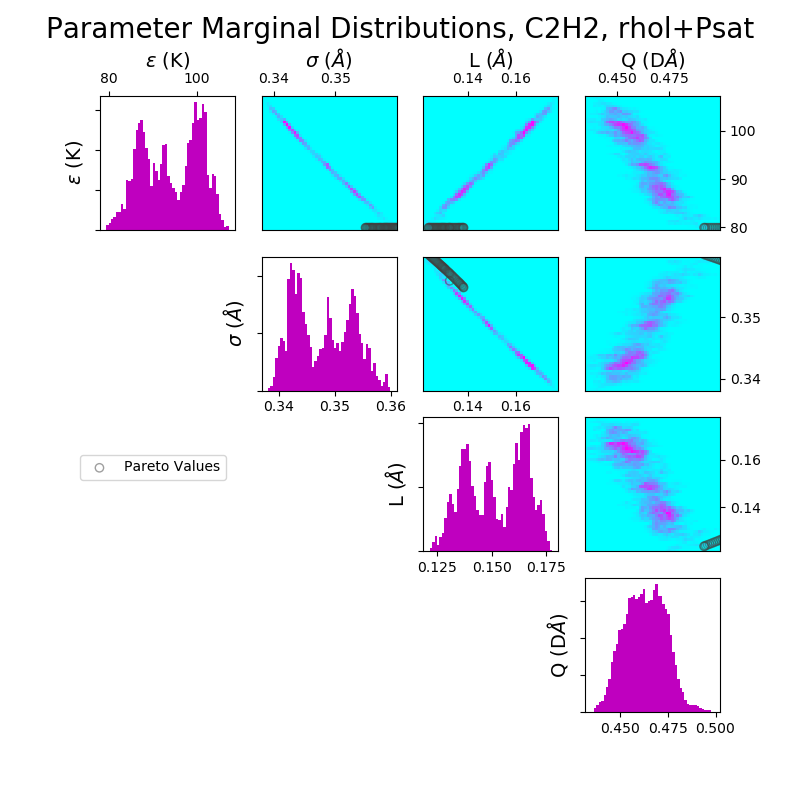 Parameter Marginal Distributions, C2H2, rhol+Psat
ε (K) σ (Å) L (Å) Q (DÅ)
80 100 0.34 0.35 0.14 0.16 0.450 0.475
ε (K)
100
90
80
σ (Å)
0.35
0.34
0.34 0.35 0.36 0.14 0.16
Pareto Values
L (Å)
0.16
0.14
0.125 0.150 0.175
Q (DÅ)
0.450 0.475 0.500